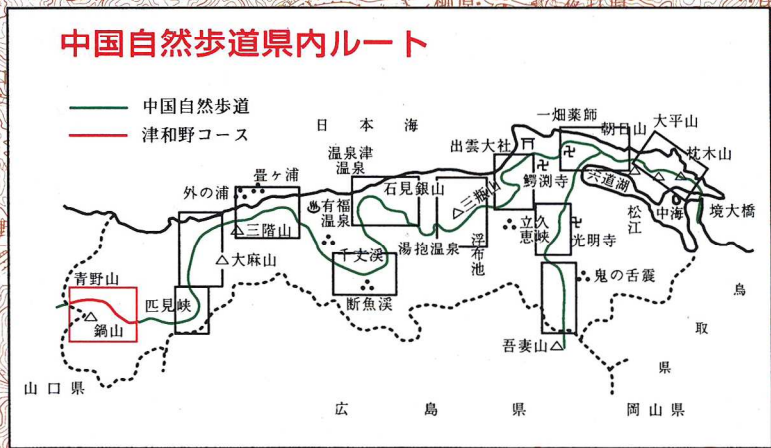 中国自然歩道県内ルート
中国自然歩道
津和野コース
日本海
一畑薬師
朝日山
大平山
枕木山
出雲大社
鰐渕寺
宍道湖
松江
中海
境大橋
畳ヶ浦
外の浦
温泉津
温泉
石見銀山
有福
温泉
三瓶山
三階山
大麻山
千丈渓
湯抱温泉
浮布池
立久
恵峡
光明寺
断魚渓
鬼の舌震
青野山
鍋山
匹見峡
吾妻山
山口県
広島県
岡山県
鳥取県